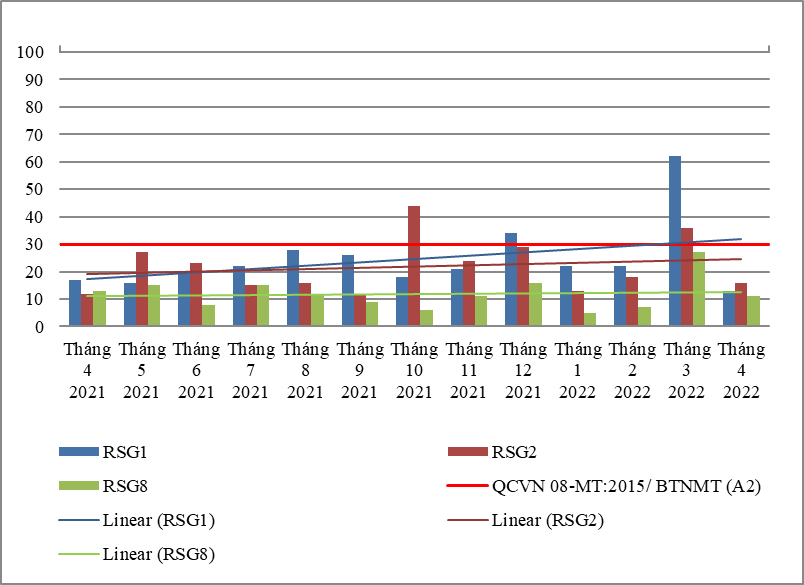 100
90
80
70
60
50
40
30
20
10
0
Tháng Tháng Tháng Tháng Tháng Tháng Tháng Tháng Tháng Tháng Tháng Tháng Tháng
4 5 6 7 8 9 10 11 12 1 2 3 4
2021 2021 2021 2021 2021 2021 2021 2021 2021 2022 2022 2022 2022
RSG1 RSG2
RSG8 QCVN 08-MT:2015/ BTNMT (A2)
Linear (RSG1) Linear (RSG2)
Linear (RSG8)